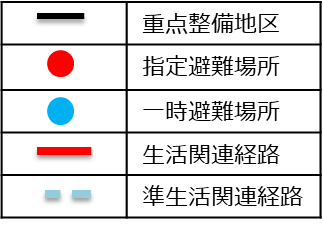 重点整備地区
指定避難場所
一時避難場所
生活関連経路
準生活関連経路